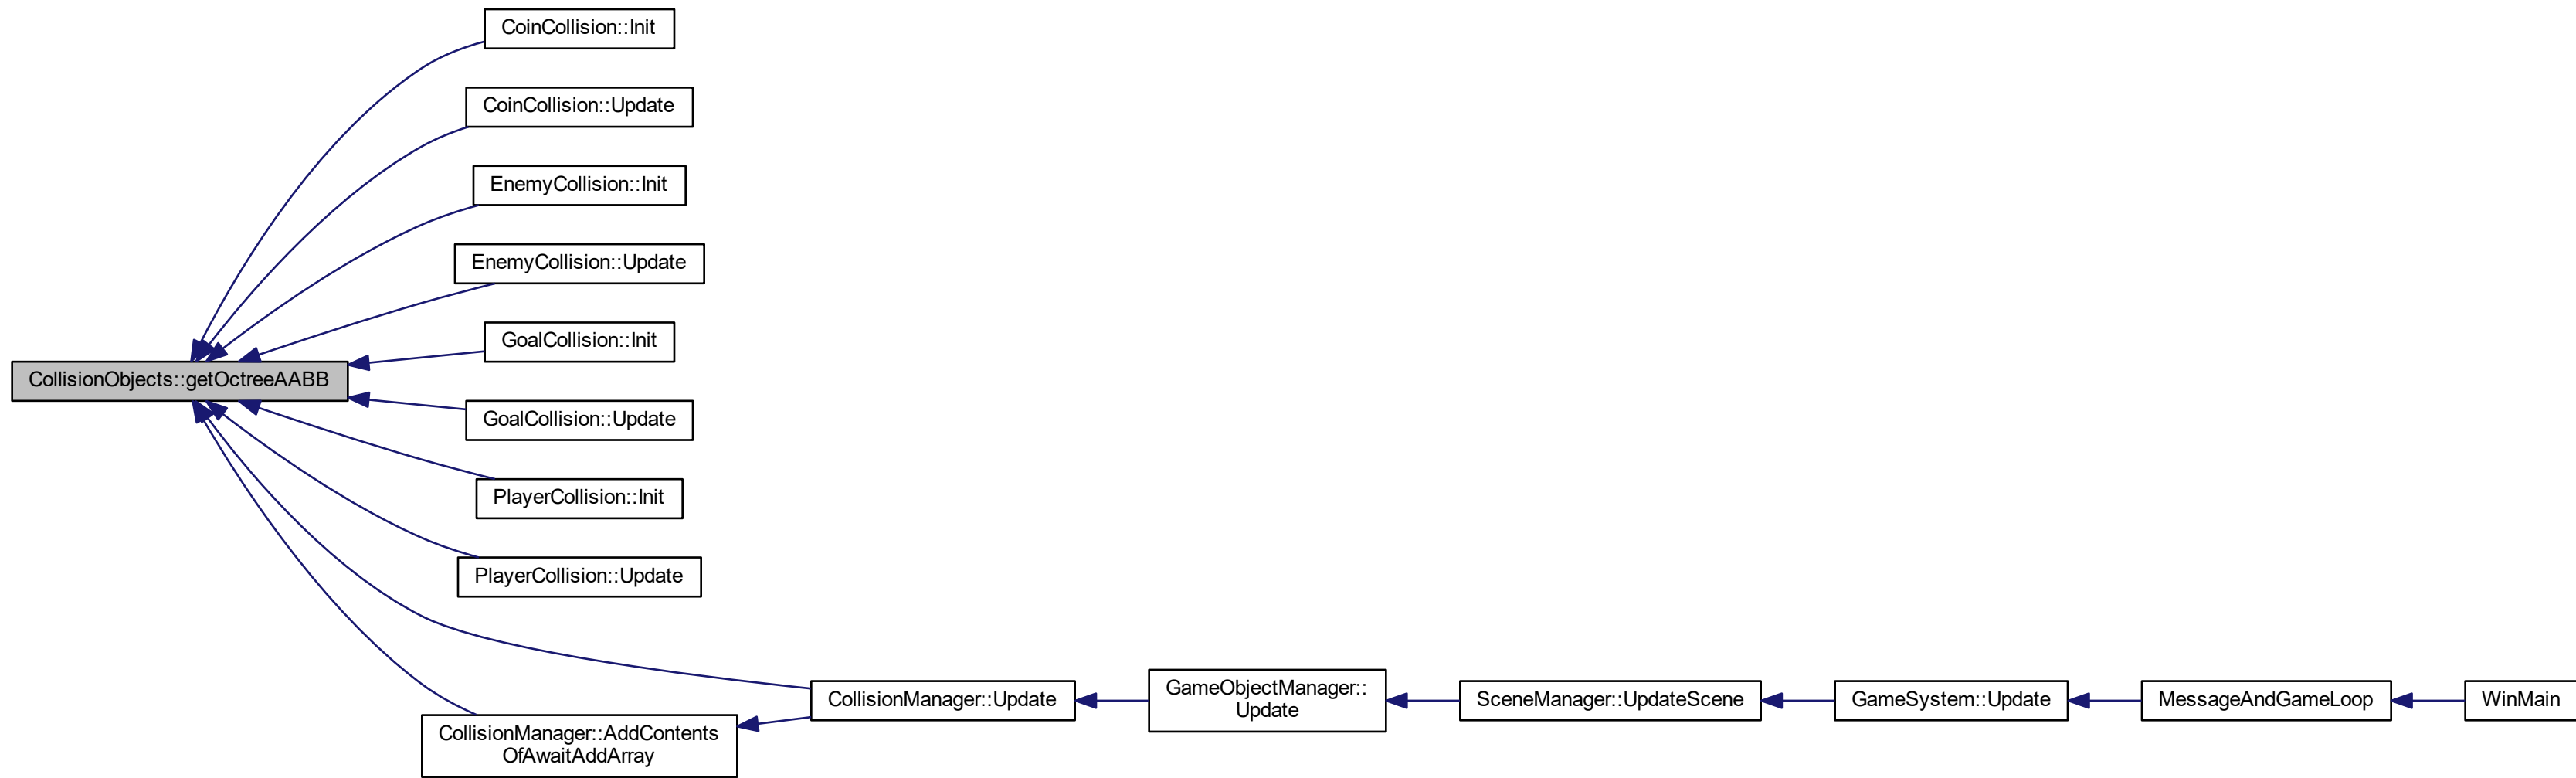 CoinCollision::Init
CoinCollision::Update
EnemyCollision::Init
EnemyCollision::Update
GoalCollision::Init
CollisionObjects::getOctreeAABB
GoalCollision::Update
PlayerCollision::Init
PlayerCollision::Update
CollisionManager::Update
GameObjectManager::
Update
SceneManager::UpdateScene
GameSystem::Update
MessageAndGameLoop
WinMain
CollisionManager::AddContents
OfAwaitAddArray